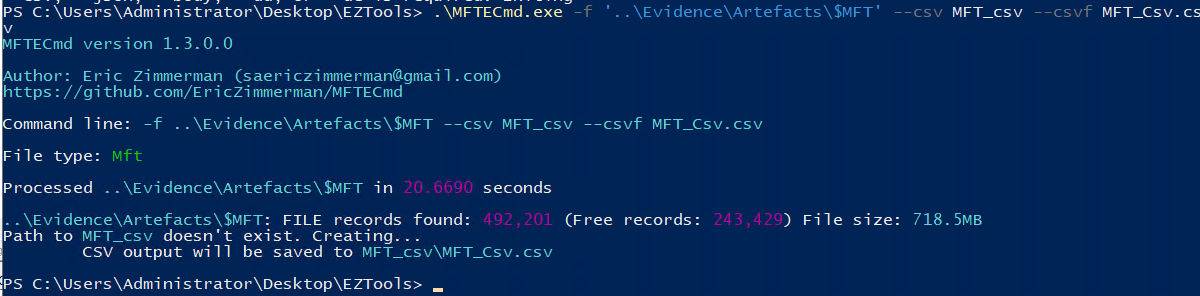 PS C:\Users\Administrator\Desktop\EZTools> .\MFTECmd.exe -f '..\Evidence\Artefacts\$MFT' --csv MFT_csv --csvf MFT_Csv.cs
v
MFTECmd version 1.3.0.0
Author: Eric Zimmerman (saericzimmerman@gmail.com)
https://github.com/EricZimmerman/MFTECmd
Command line: -f ..\Evidence\Artefacts\$MFT --csv MFT_csv --csvf MFT_Csv.csv
File type: Mft
Processed ..\Evidence\Artefacts\$MFT in 20.6690 seconds
..\Evidence\Artefacts\$MFT: FILE records found: 492,201 (Free records: 243,429) File size: 718.5MB
Path to MFT_csv doesn't exist. Creating...
CSV output will be saved to MFT_csv\MFT_Csv.csv
PS C:\Users\Administrator\Desktop\EZTools>